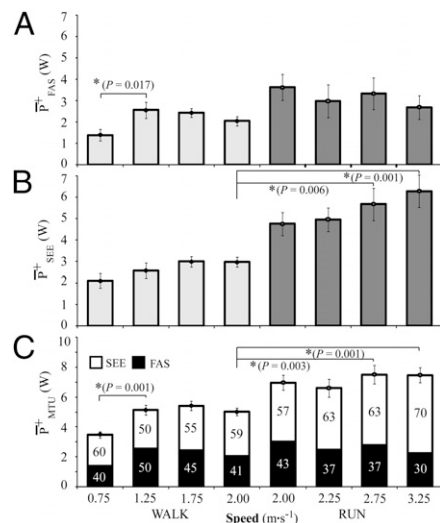 A
P̅⁺FAS (W)
7
6
5
4
3
2
1
0
*(P = 0.017)
B
P̅⁺SEE (W)
7
6
5
4
3
2
1
0
*(P = 0.001)
*(P = 0.006)
C
P̅⁺MTU (W)
10
8
6
4
2
0
SEE FAS
*(P = 0.001)
*(P = 0.003)
*(P = 0.001)
60 50 55 59 57 63 63 70
40 50 45 41 43 37 37 30
0.75 1.25 1.75 2.00 2.00 2.25 2.75 3.25
WALK Speed (m·s⁻¹) RUN